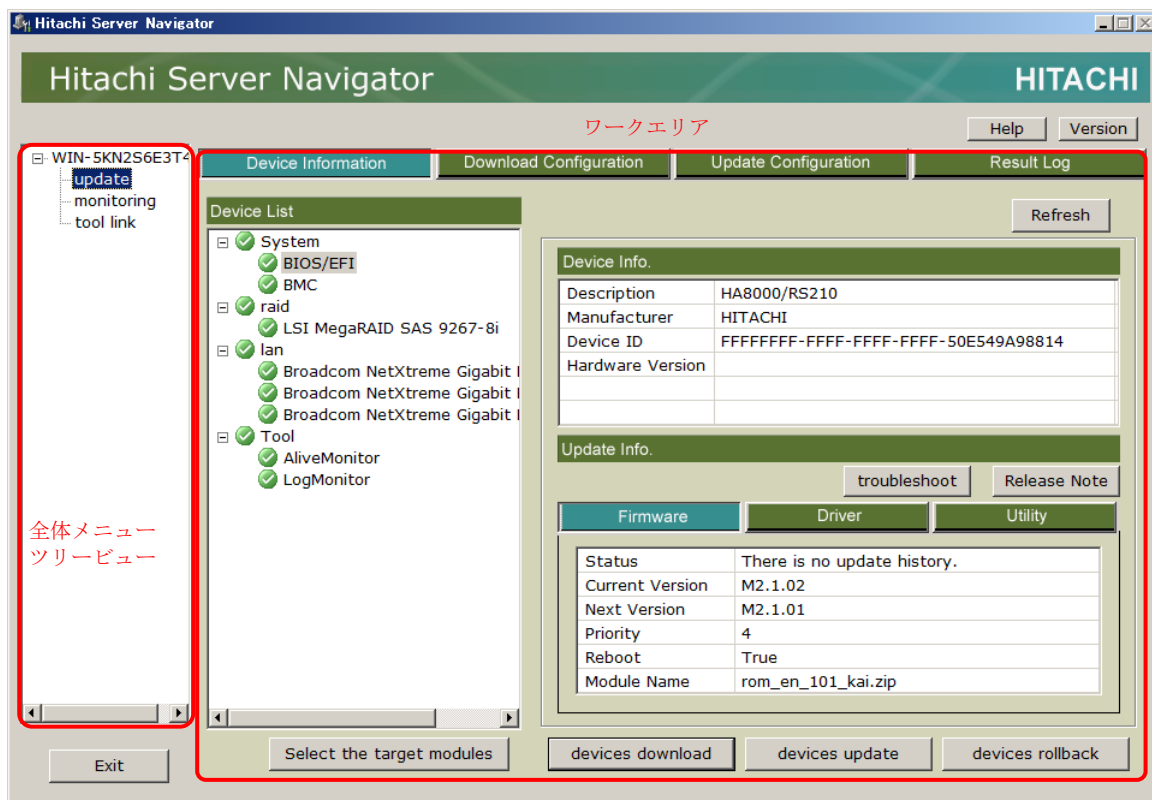 Hitachi Server Navigator
Hitachi Server Navigator
HITACHI
ワークエリア
Help
Version
WIN-5KN2S6E3T4
update
monitoring
tool link
全体メニュー
ツリービュー
Exit
Device Information
Download Configuration
Update Configuration
Result Log
Device List
System
BIOS/EFI
BMC
raid
LSI MegaRAID SAS 9267-8i
lan
Broadcom NetXtreme Gigabit
Broadcom NetXtreme Gigabit
Broadcom NetXtreme Gigabit
Tool
AliveMonitor
LogMonitor
Select the target modules
Refresh
Device Info.
Description HA8000/RS210
Manufacturer HITACHI
Device ID FFFFFFFF-FFFF-FFFF-FFFF-50E549A98814
Hardware Version
Update Info.
troubleshoot
Release Note
Firmware
Driver
Utility
Status There is no update history.
Current Version M2.1.02
Next Version M2.1.01
Priority 4
Reboot True
Module Name rom_en_101_kai.zip
devices download
devices update
devices rollback